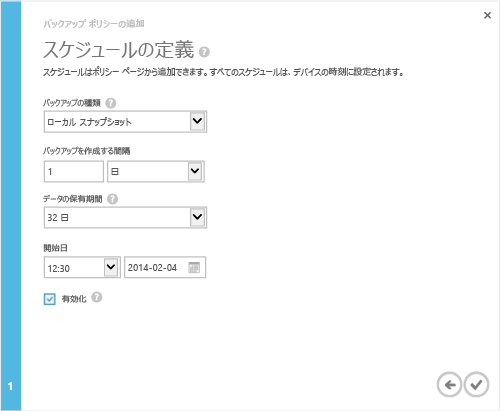 バックアップ ポリシーの追加
スケジュールの定義 ?
スケジュールはポリシー ページから追加できます。すべてのスケジュールは、デバイスの時刻に設定されます。
バックアップの種類 ?
ローカル スナップショット
バックアップを作成する間隔
1 日
データの保有期間 ?
32 日
開始日
12:30 2014-02-04
有効化 ?
1